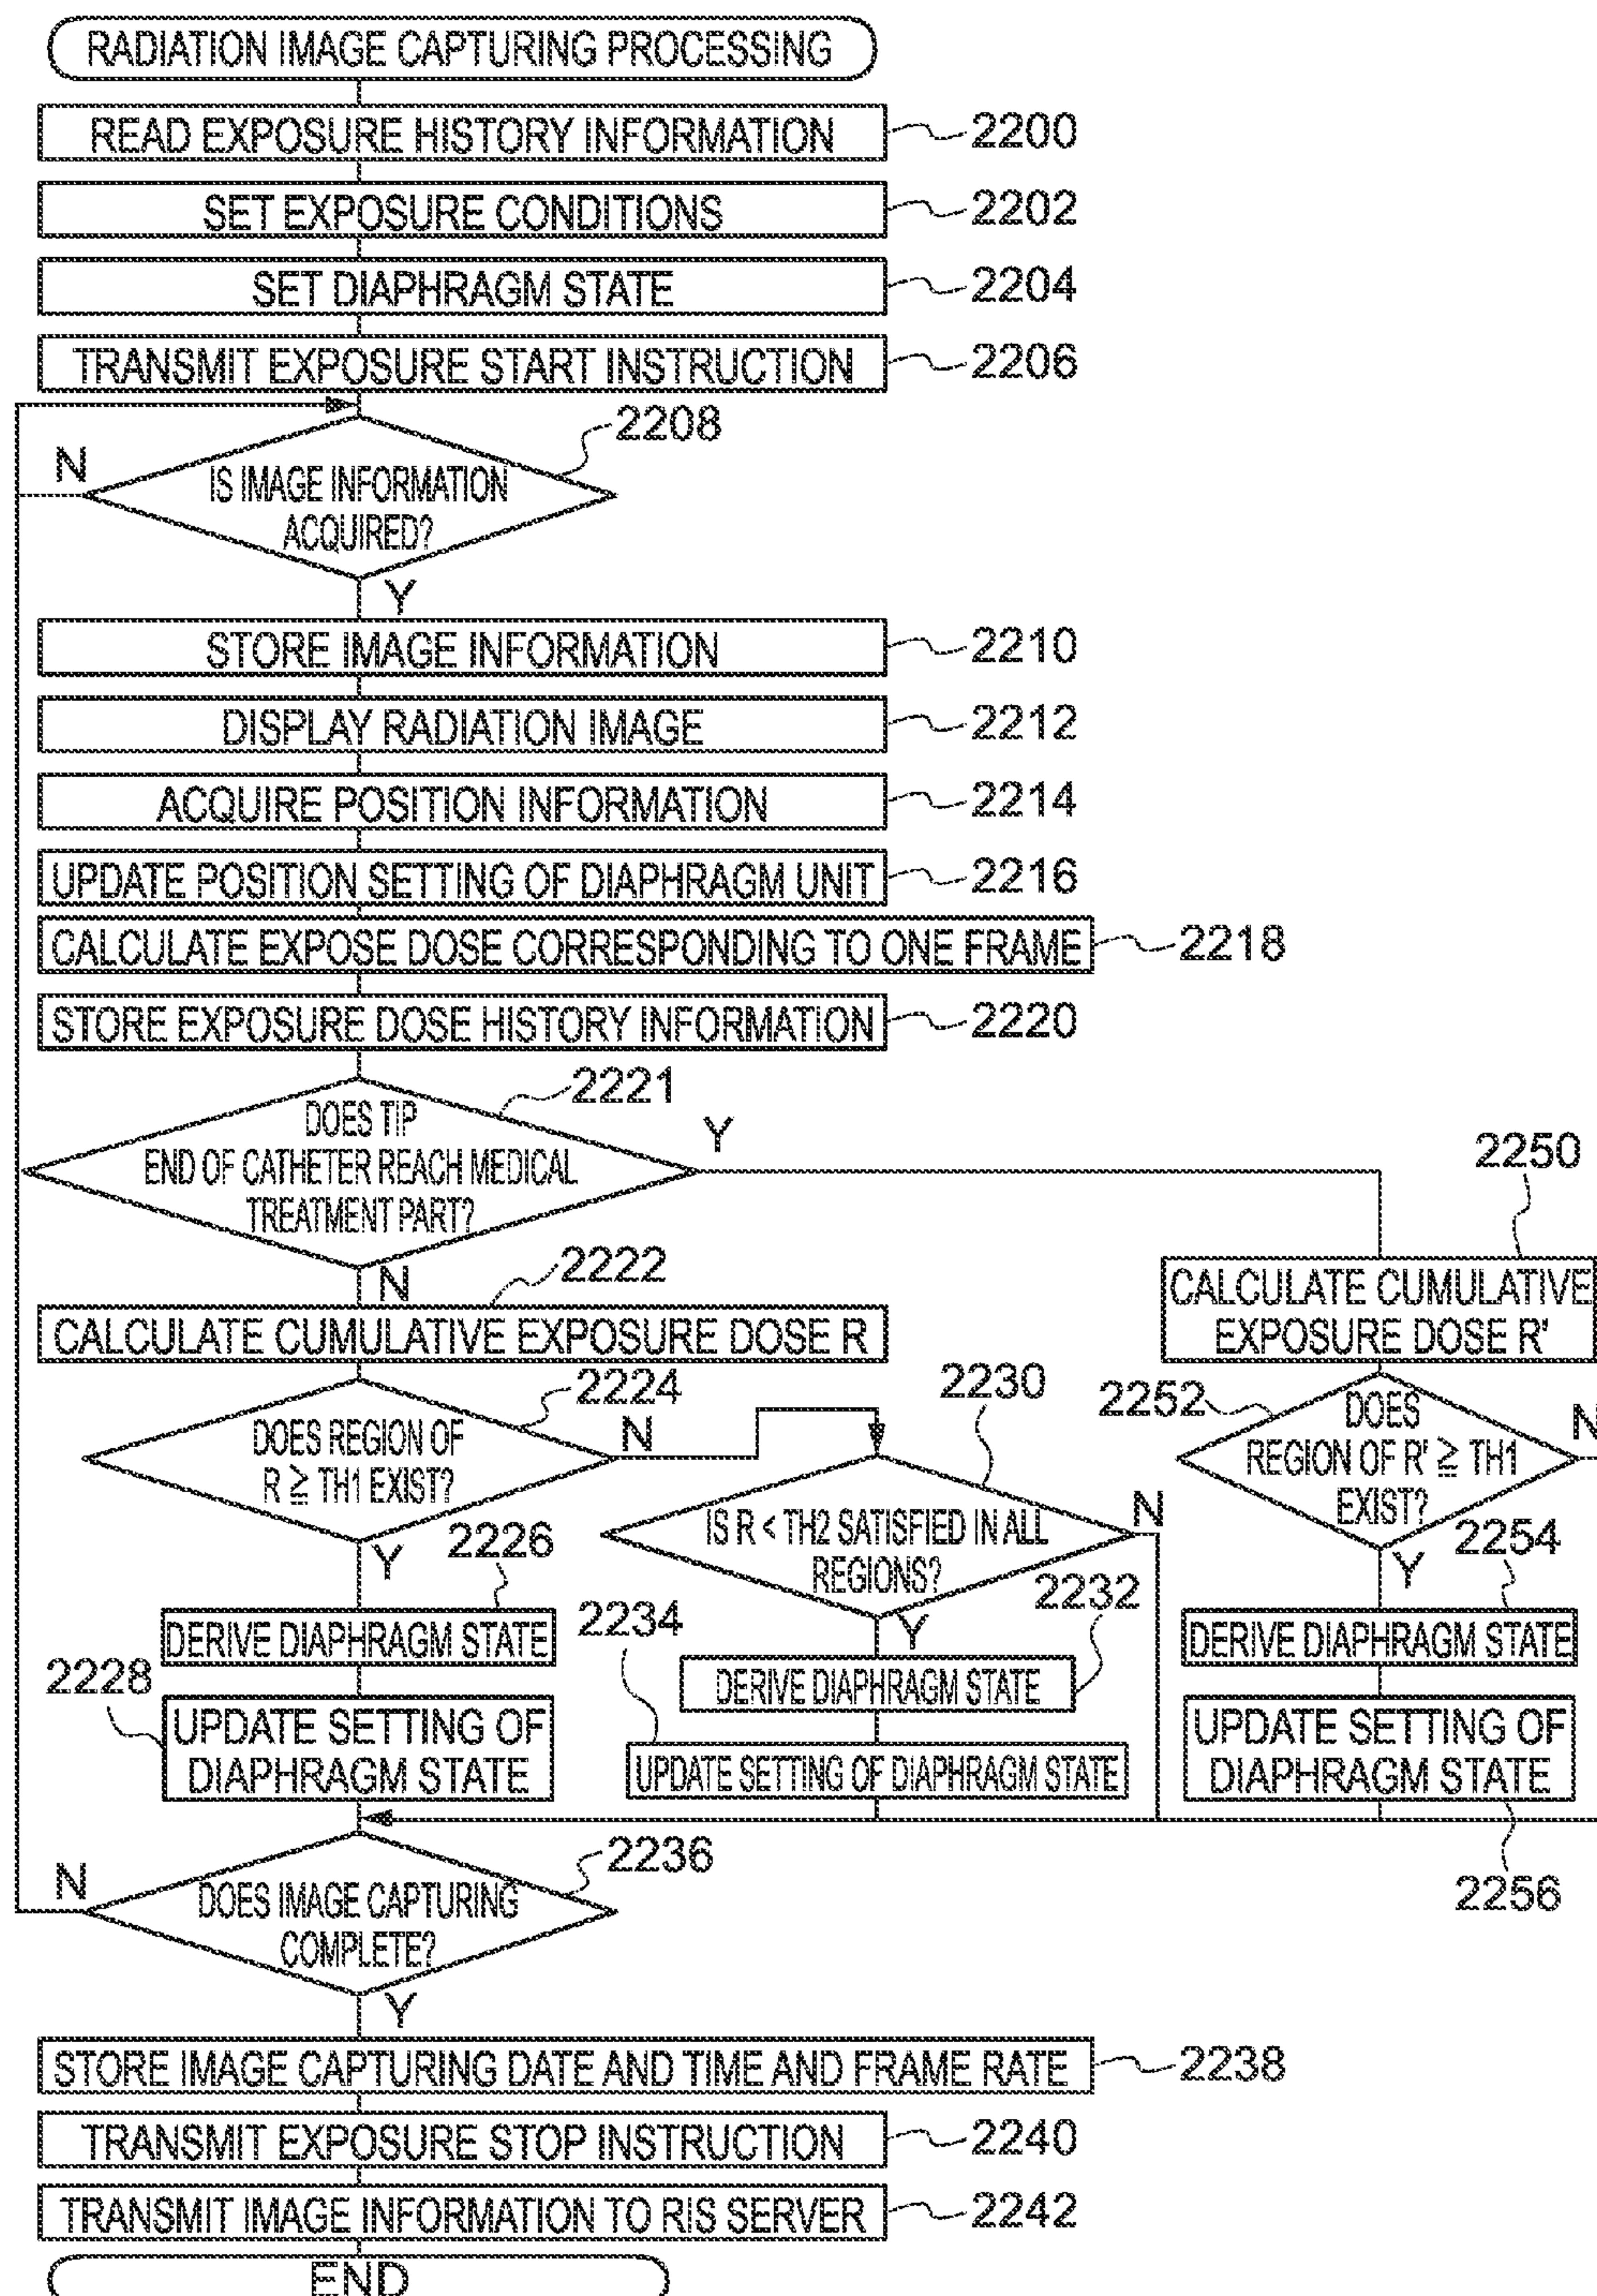 RADIATION IMAGE CAPTURING PROCESSING
READ EXPOSURE HISTORY INFORMATION
2200
SET EXPOSURE CONDITIONS
2202
SET DIAPHRAGM STATE
2204
TRANSMIT EXPOSURE START INSTRUCTION
2206
2208
N
IS IMAGE INFORMATION
ACQUIRED?
Y
STORE IMAGE INFORMATION
2210
DISPLAY RADIATION IMAGE
2212
ACQUIRE POSITION INFORMATION
2214
UPDATE POSITION SETTING OF DIAPHRAGM UNIT
2216
CALCULATE EXPOSE DOSE CORRESPONDING TO ONE FRAME
2218
STORE EXPOSURE DOSE HISTORY INFORMATION
2220
2221
DOES TIP
END OF CATHETER REACH MEDICAL
TREATMENT PART?
Y
N
2222
CALCULATE CUMULATIVE EXPOSURE DOSE R
2224
DOES REGION OF
R ≧ TH1 EXIST?
N
Y
2226
DERIVE DIAPHRAGM STATE
2228
UPDATE SETTING OF
DIAPHRAGM STATE
2230
IS R < TH2 SATISFIED IN ALL
REGIONS?
N
Y
2232
DERIVE DIAPHRAGM STATE
2234
UPDATE SETTING OF DIAPHRAGM STATE
2250
CALCULATE CUMULATIVE
EXPOSURE DOSE R'
2252
DOES
REGION OF R' ≧ TH1
EXIST?
N
Y
2254
DERIVE DIAPHRAGM STATE
UPDATE SETTING OF
DIAPHRAGM STATE
2256
2236
N
DOES IMAGE CAPTURING
COMPLETE?
Y
STORE IMAGE CAPTURING DATE AND TIME AND FRAME RATE
2238
TRANSMIT EXPOSURE STOP INSTRUCTION
2240
TRANSMIT IMAGE INFORMATION TO RIS SERVER
2242
END